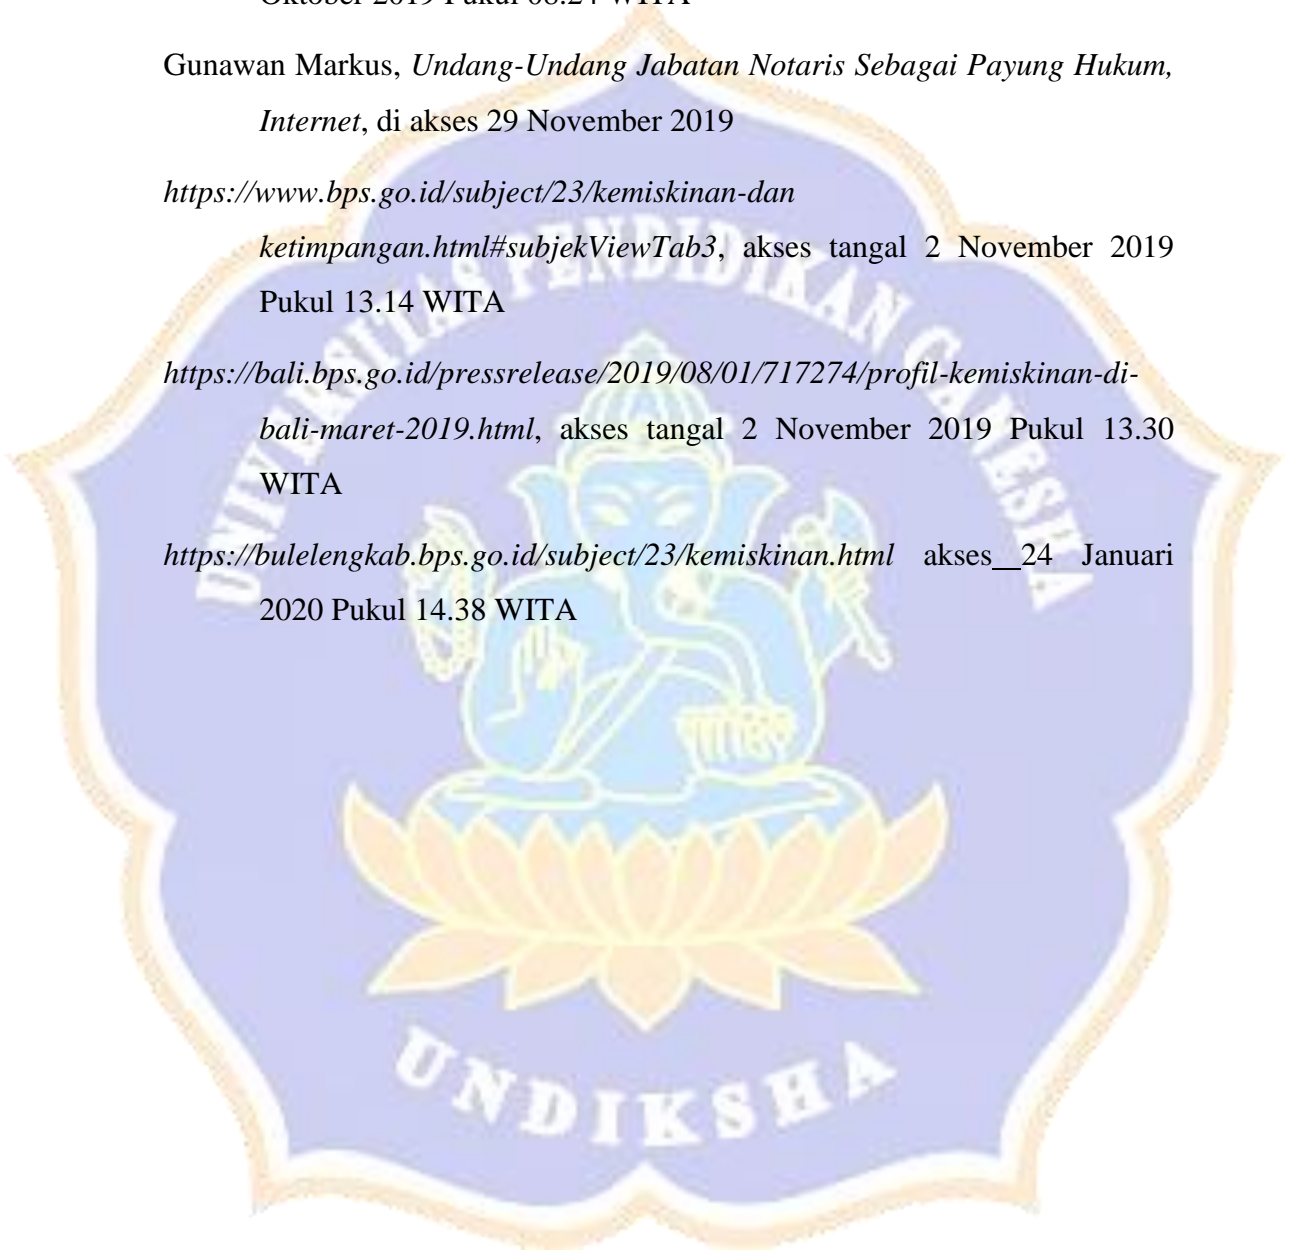 Oktober 2019 Pukul 08.24 WITA
Gunawan Markus, Undang-Undang Jabatan Notaris Sebagai Payung Hukum,
Internet, di akses 29 November 2019
https://www.bps.go.id/subject/23/kemiskinan-dan
ketimpangan.html#subjekViewTab3, akses tangal 2 November 2019
Pukul 13.14 WITA
https://bali.bps.go.id/pressrelease/2019/08/01/717274/profil-kemiskinan-di-
bali-maret-2019.html, akses tangal 2 November 2019 Pukul 13.30
WITA
https://bulelengkab.bps.go.id/subject/23/kemiskinan.html akses 24 Januari
2020 Pukul 14.38 WITA
UNIVERSITAS PENDIDIKAN GANESHA
UNDIKSHA